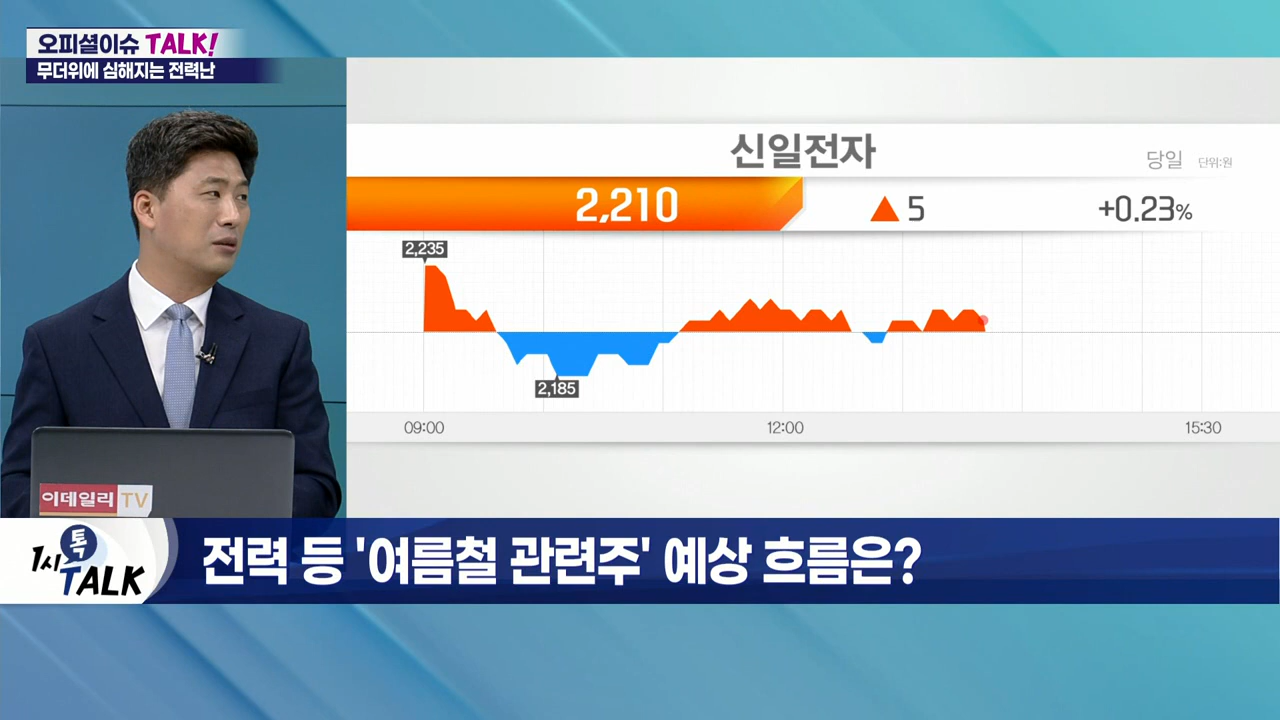 오피셜이슈 TALK!
무더위에 심해지는 전력난
신일전자
당일 단위:원
2,210 ▲ 5 +0.23%
2,235
2,185
09:00 12:00 15:30
이데일리 TV
1시 톡 TALK
전력 등 '여름철 관련주' 예상 흐름은?